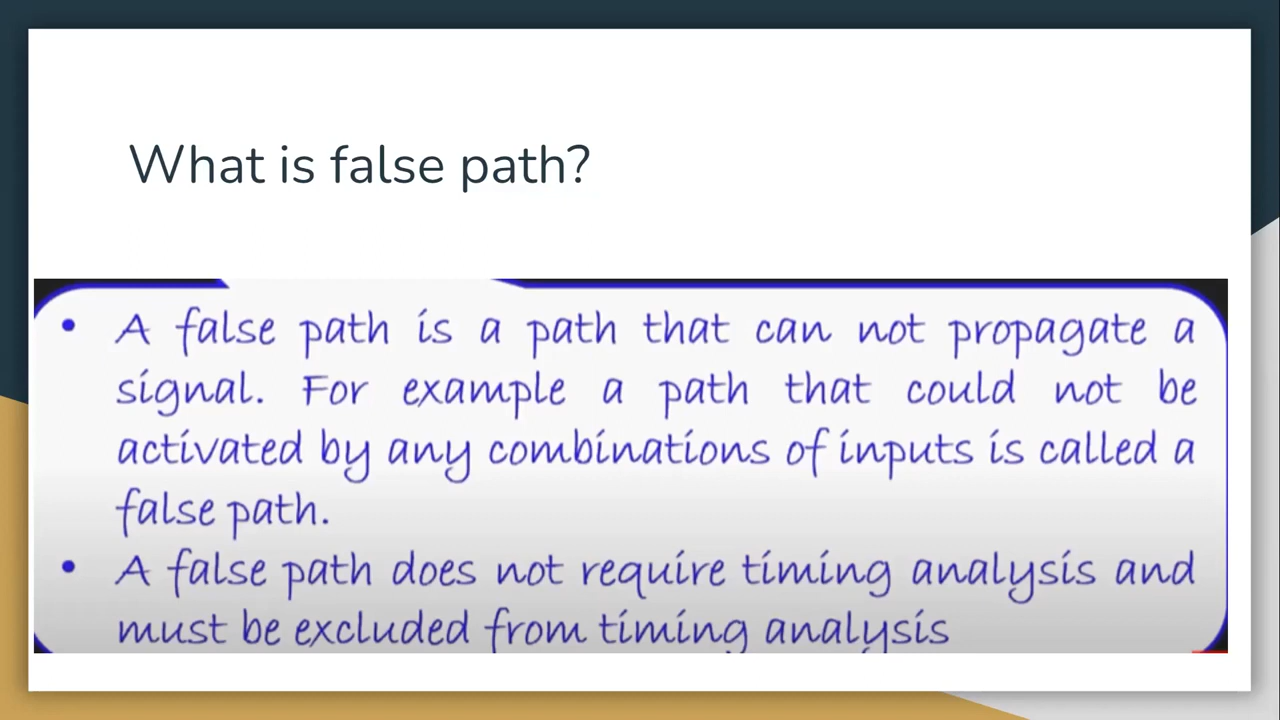 What is false path?
• A false path is a path that can not propagate a
signal. For example a path that could not be
activated by any combinations of inputs is called a
false path.
• A false path does not require timing analysis and
must be excluded from timing analysis